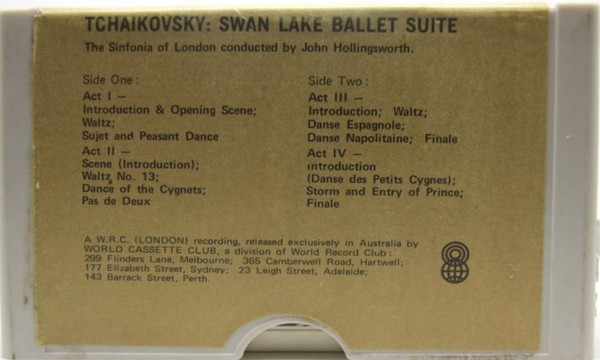 TCHAIKOVSKY: SWAN LAKE BALLET SUITE
The Sinfonia of London conducted by John Hollingsworth.
Side One:
Act I —
Introduction & Opening Scene;
Waltz;
Sujet and Peasant Dance
Act II —
Scene (Introduction);
Waltz No. 13;
Dance of the Cygnets;
Pas de Deux
Side Two:
Act III —
Introduction; Waltz;
Danse Espagnole;
Danse Napolitaine; Finale
Act IV —
Introduction
(Danse des Petits Cygnes);
Storm and Entry of Prince;
Finale
A W.R.C. (LONDON) recording, released exclusively in Australia by
WORLD CASSETTE CLUB, a division of World Record Club:
299 Flinders Lane, Melbourne; 365 Camberwell Road, Hartwell;
177 Elizabeth Street, Sydney; 23 Leigh Street, Adelaide;
143 Barrack Street, Perth.